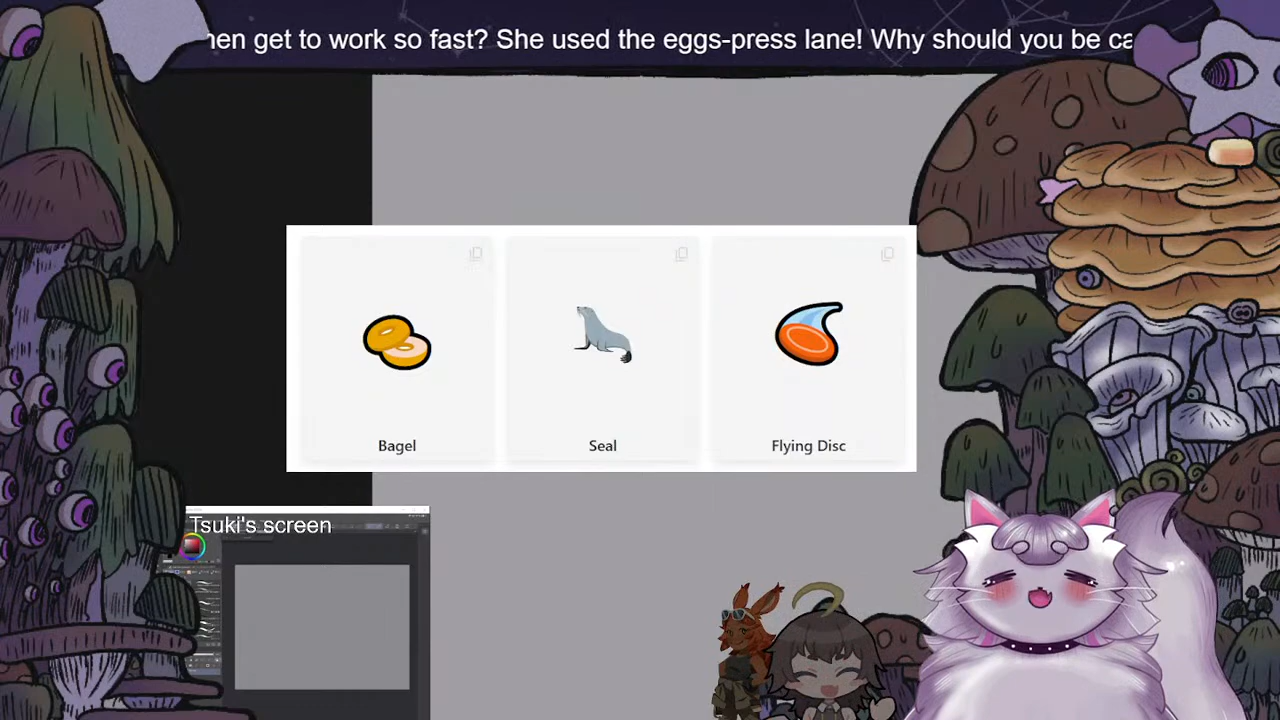 hen get to work so fast? She used the eggs-press lane! Why should you be ca
Bagel
Seal
Flying Disc
Tsuki's screen